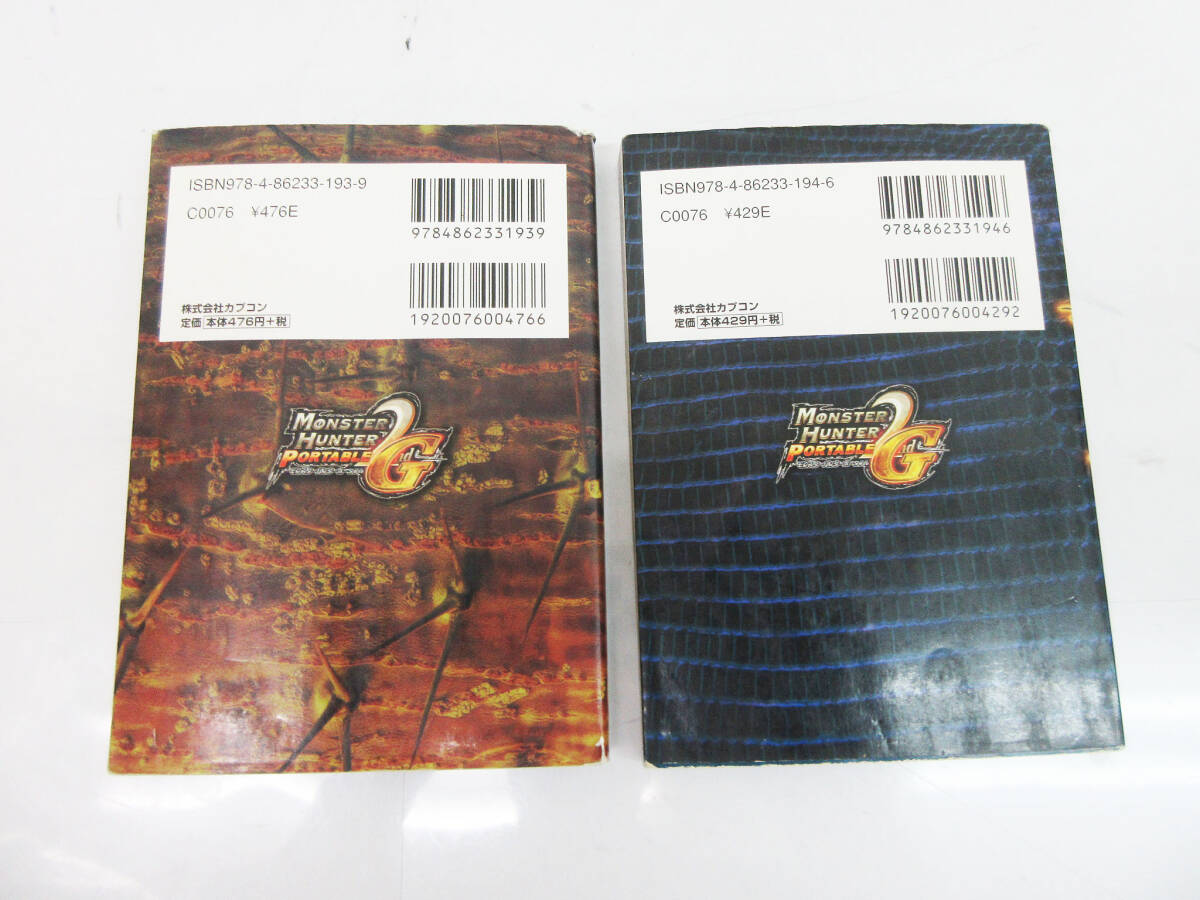 ISBN978-4-86233-193-9
C0076 ¥476E
9784862331939
株式会社カプコン
定価 本体476円+税
1920076004766
MONSTER
HUNTER
PORTABLE 2nd G
ISBN978-4-86233-194-6
C0076 ¥429E
9784862331946
株式会社カプコン
定価 本体429円+税
1920076004292
MONSTER
HUNTER
PORTABLE 2nd G